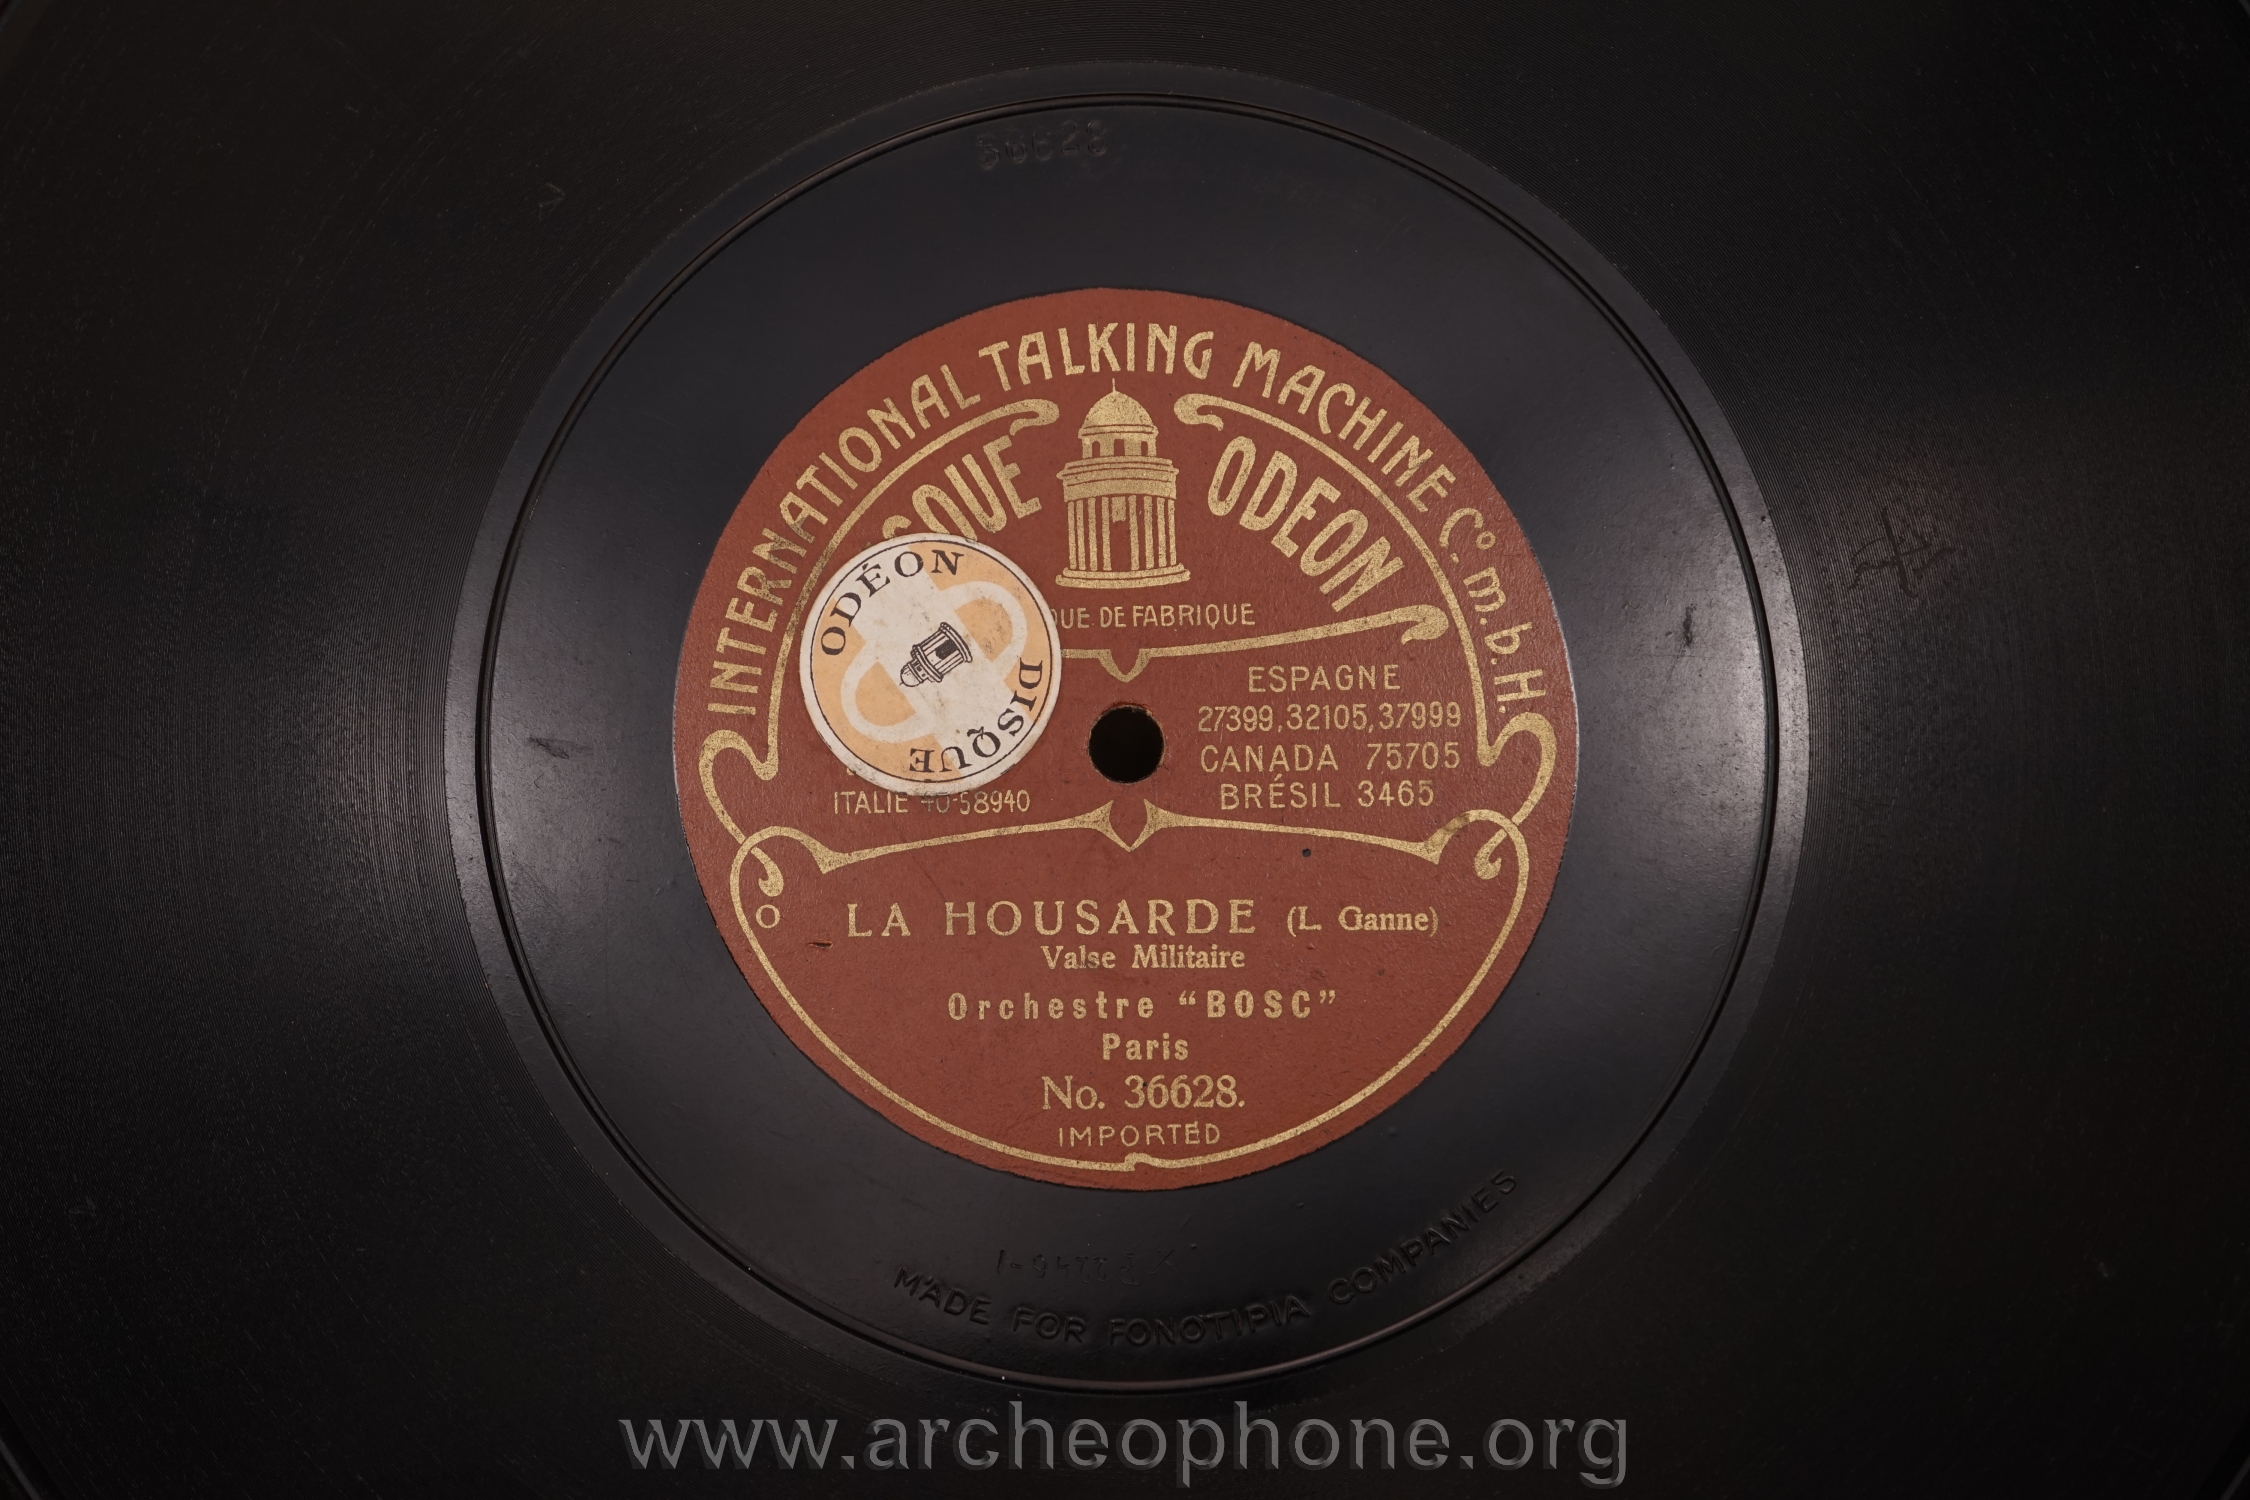 36628
INTERNATIONAL TALKING MACHINE Cº. m. b. H.
ODEON
DE FABRIQUE
ODÉON
DISQUE
DISQUE
ESPAGNE
27399, 32105, 37999
CANADA 75705
BRÉSIL 3465
ITALIE 40-58940
O
LA HOUSARDE (L. Ganne)
Valse Militaire
Orchestre "BOSC"
Paris
No. 36628.
IMPORTED
MADE FOR FONOTIPIA COMPANIES
www.archeophone.org